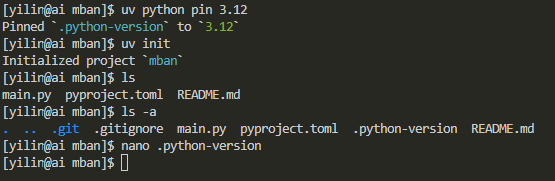 [yilin@ai mban]$ uv python pin 3.12
Pinned `.python-version` to `3.12`
[yilin@ai mban]$ uv init
Initialized project `mban`
[yilin@ai mban]$ ls
main.py  pyproject.toml  README.md
[yilin@ai mban]$ ls -a
.  ..  .git  .gitignore  main.py  pyproject.toml  .python-version  README.md
[yilin@ai mban]$ nano .python-version
[yilin@ai mban]$